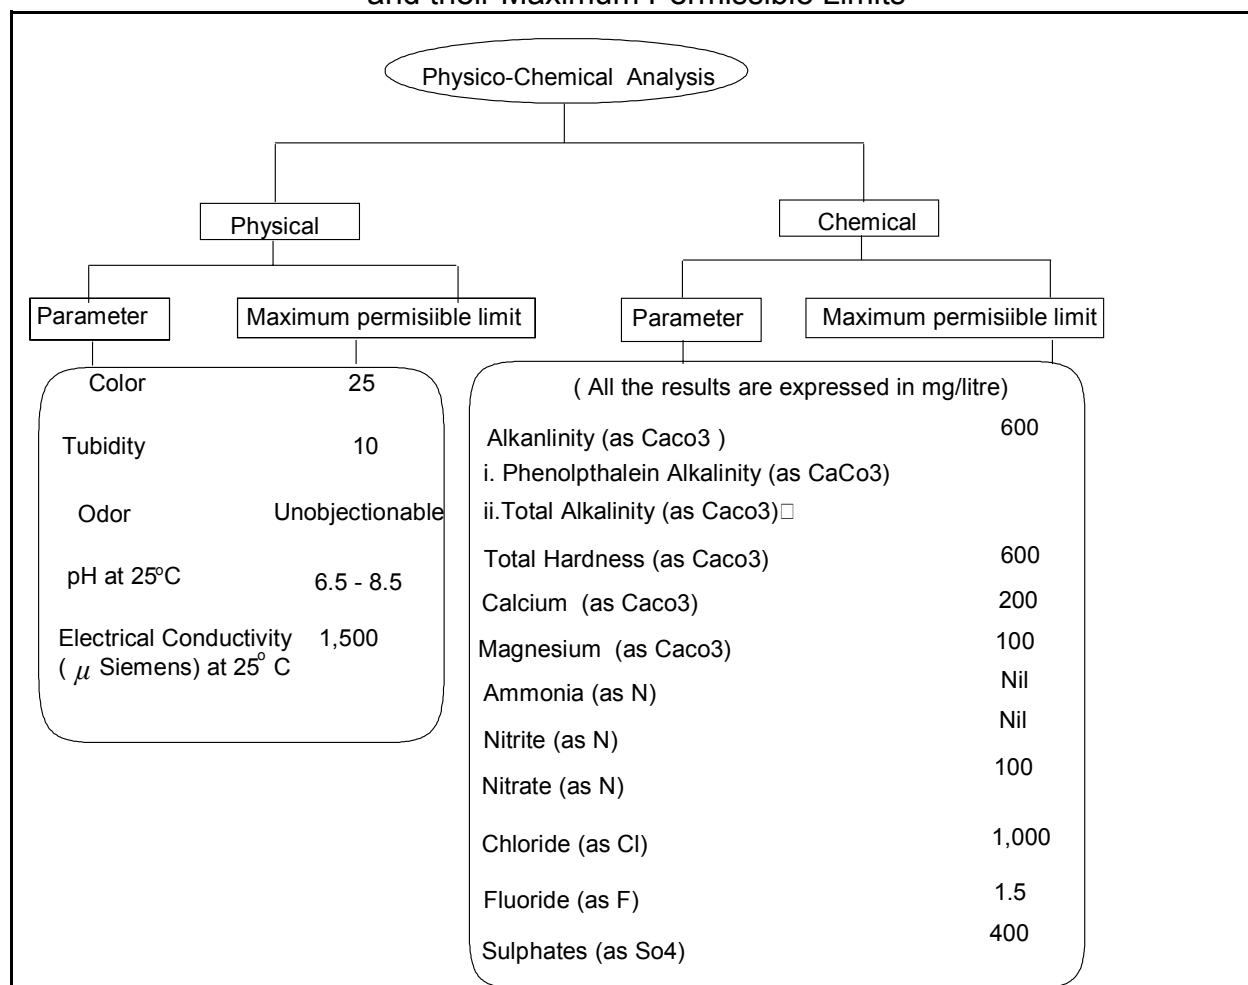 and their Maximum Permissible Limits
Physico-Chemical Analysis
Physical
Chemical
Parameter
Maximum permisiible limit
Parameter
Maximum permisiible limit
Color 25
Tubidity 10
Odor Unobjectionable
pH at 25°C 6.5 - 8.5
Electrical Conductivity 1,500
( μ Siemens) at 25° C
( All the results are expressed in mg/litre)
Alkanlinity (as Caco3 ) 600
i. Phenolpthalein Alkalinity (as CaCo3)
ii.Total Alkalinity (as Caco3)□
Total Hardness (as Caco3) 600
Calcium (as Caco3) 200
Magnesium (as Caco3) 100
Ammonia (as N) Nil
Nitrite (as N) Nil
Nitrate (as N) 100
Chloride (as Cl) 1,000
Fluoride (as F) 1.5
Sulphates (as So4) 400